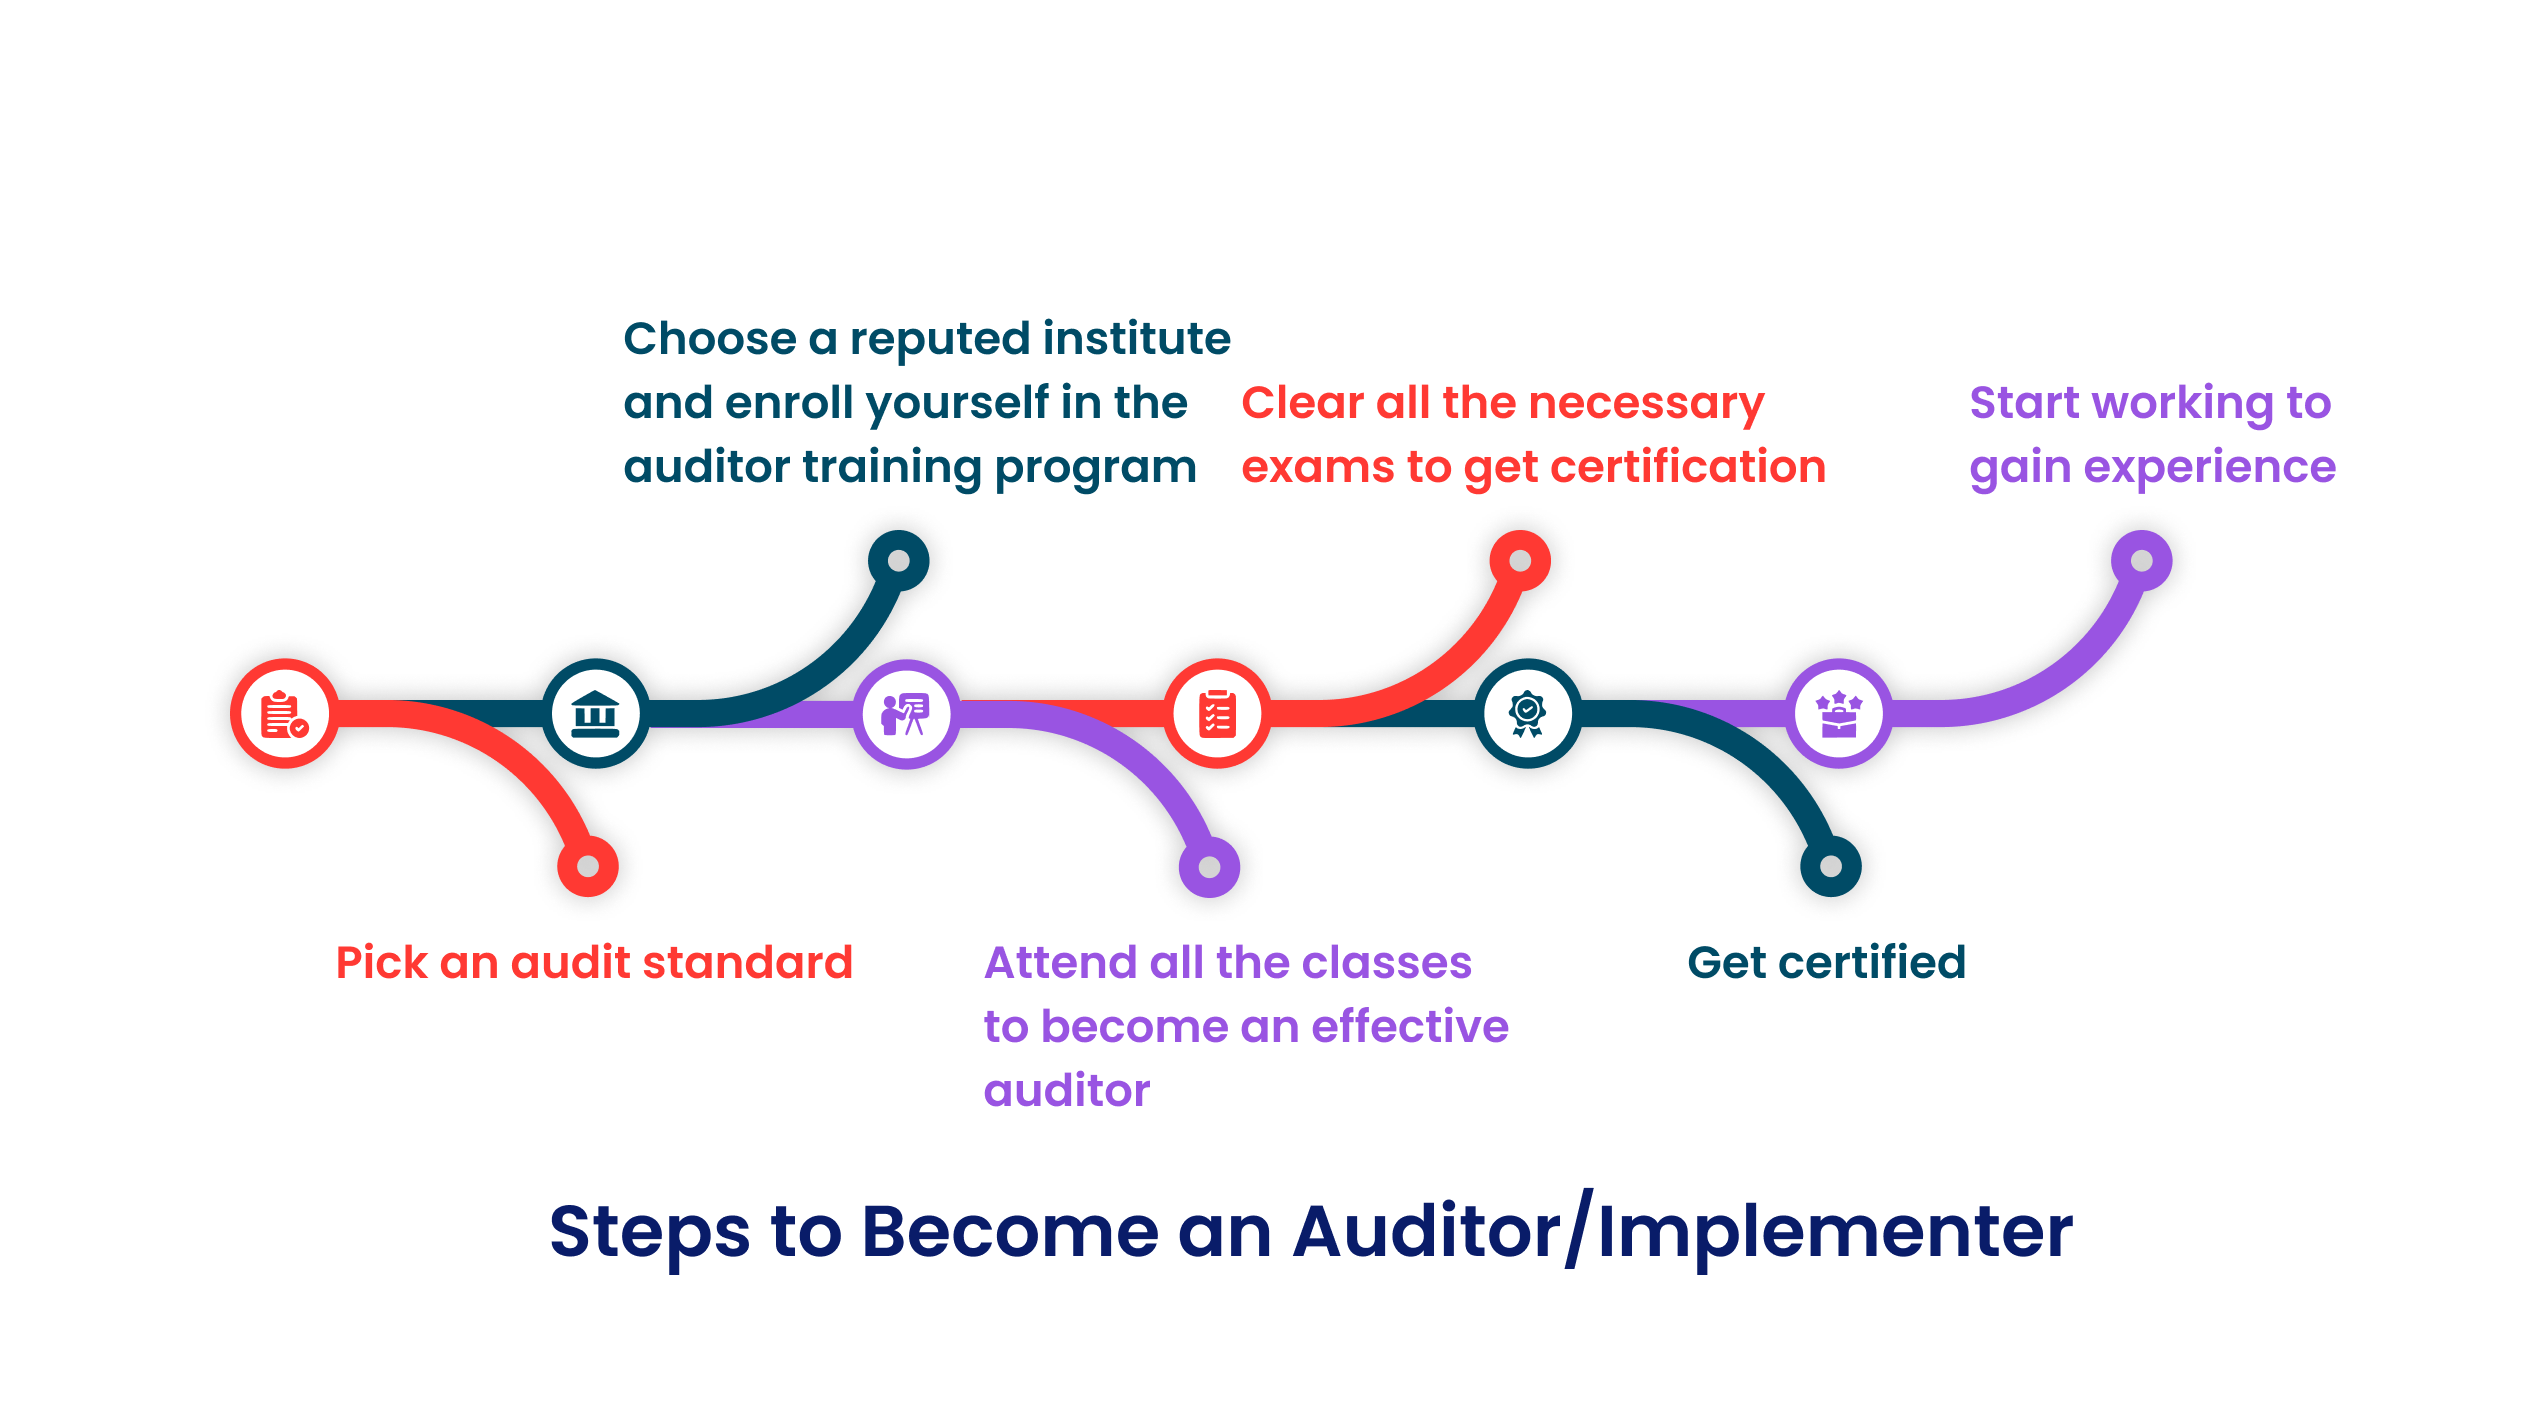 Choose a reputed institute
and enroll yourself in the
auditor training program
Clear all the necessary
exams to get certification
Start working to
gain experience
Pick an audit standard
Attend all the classes
to become an effective
auditor
Get certified
Steps to Become an Auditor/Implementer